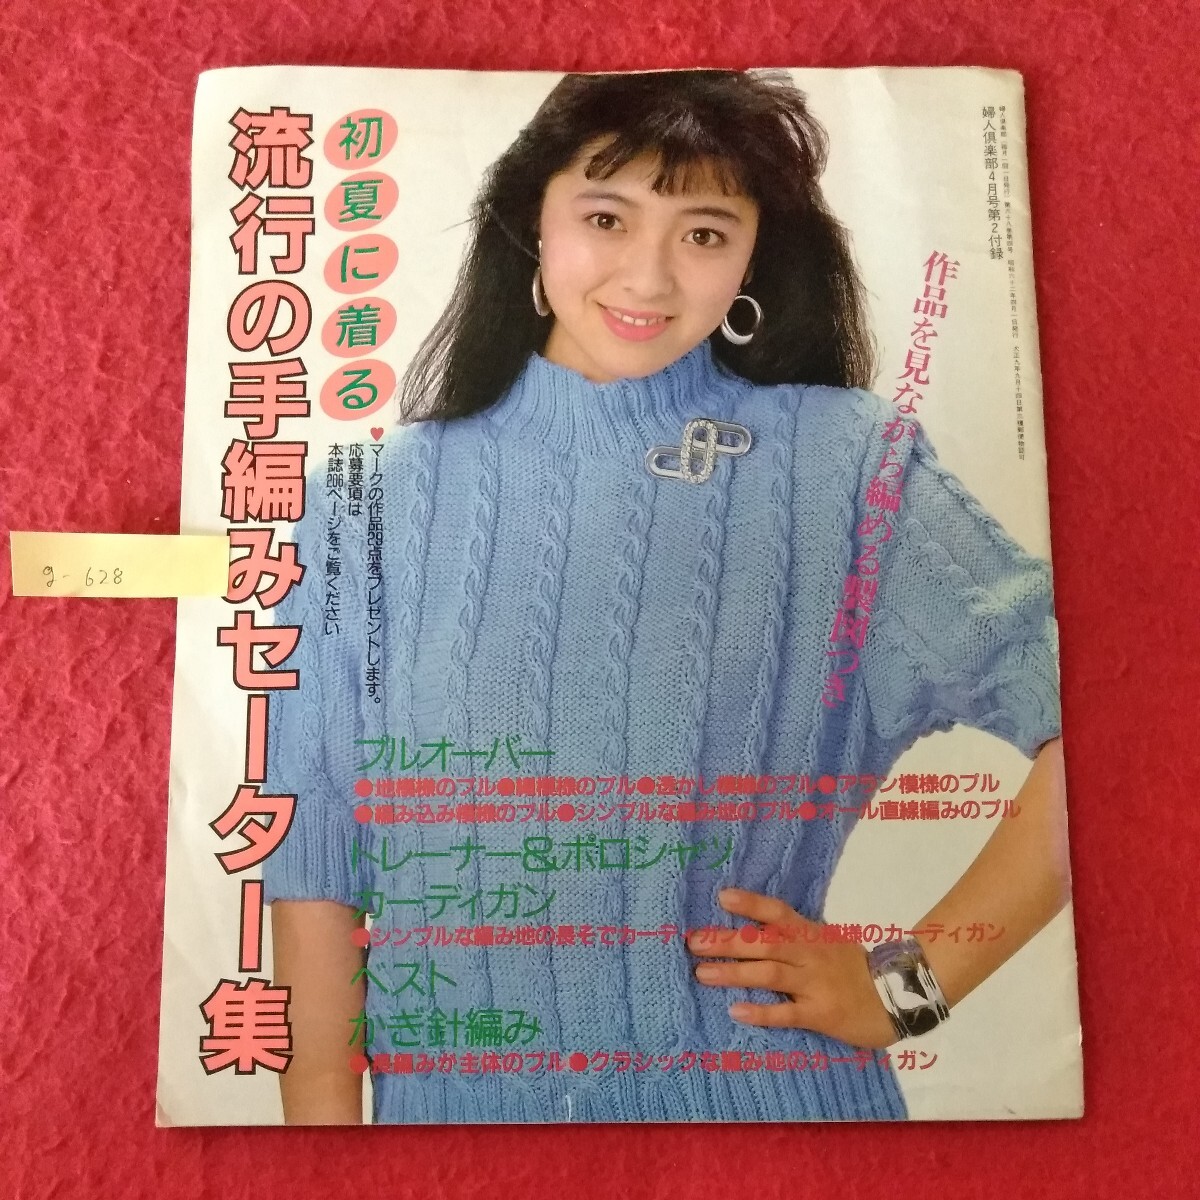 婦人倶楽部4月号第2付録
初夏に着る
流行の手編みセーター集
♥マークの作品29点をプレゼントします。
応募要項は
本誌206ページをご覧ください
作品を見ながら編める製図つき
プルオーバー
●地模様のプル●縄模様のプル●透かし模様のプル●アラン模様のプル
●編み込み模様のプル●シンプルな編み地のプル●オール直線編みのプル
トレーナー&ポロシャツ
カーディガン
●シンプルな編み地の長そでカーディガン●透かし模様のカーディガン
ベスト
かぎ針編み
●長編みが主体のプル●クラシックな編み地のカーディガン
g-628